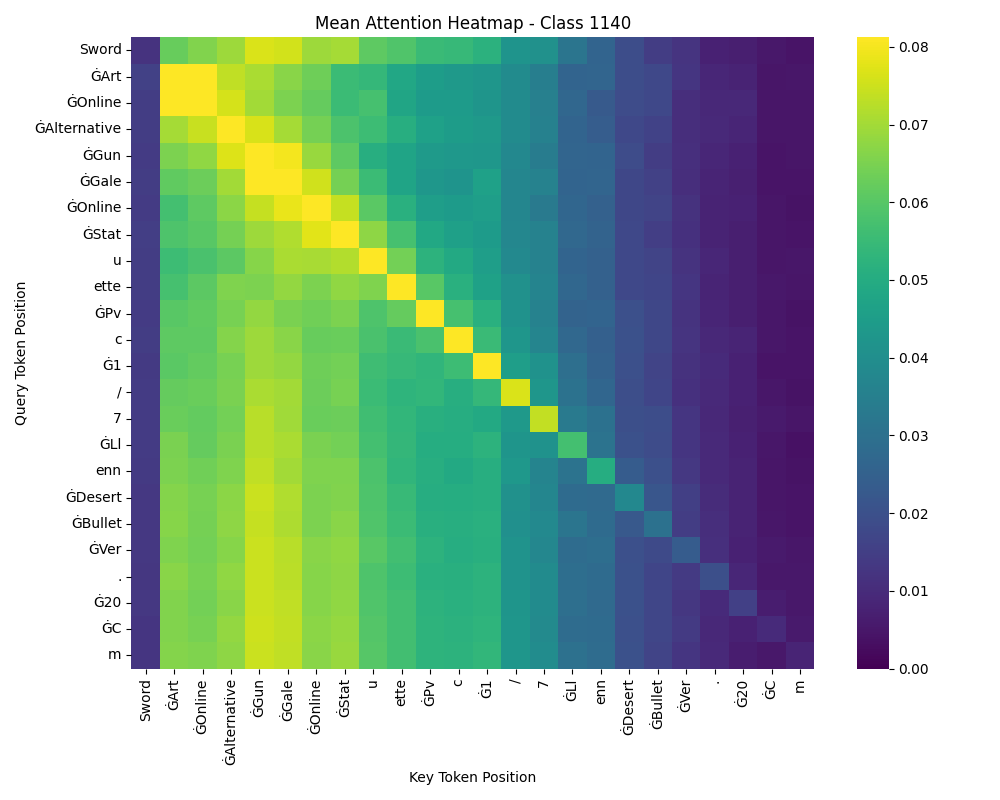 Mean Attention Heatmap - Class 1140
Query Token Position
Sword
ĠArt
ĠOnline
ĠAlternative
ĠGun
ĠGale
ĠOnline
ĠStat
u
ette
ĠPv
c
Ġ1
/
7
ĠLl
enn
ĠDesert
ĠBullet
ĠVer
.
Ġ20
ĠC
m
Sword
ĠArt
ĠOnline
ĠAlternative
ĠGun
ĠGale
ĠOnline
ĠStat
u
ette
ĠPv
c
Ġ1
/
7
ĠLl
enn
ĠDesert
ĠBullet
ĠVer
.
Ġ20
ĠC
m
Key Token Position
0.08
0.07
0.06
0.05
0.04
0.03
0.02
0.01
0.00